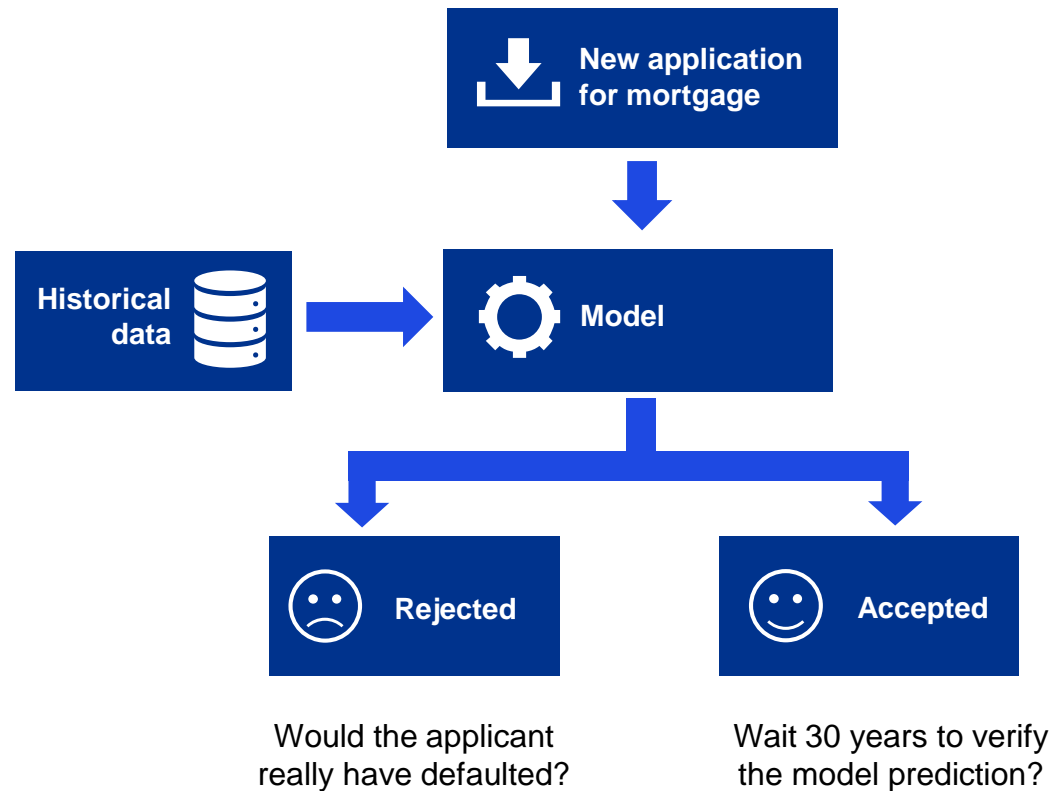 New application
for mortgage
Historical
data
Model
Rejected
Accepted
Would the applicant
really have defaulted?
Wait 30 years to verify
the model prediction?